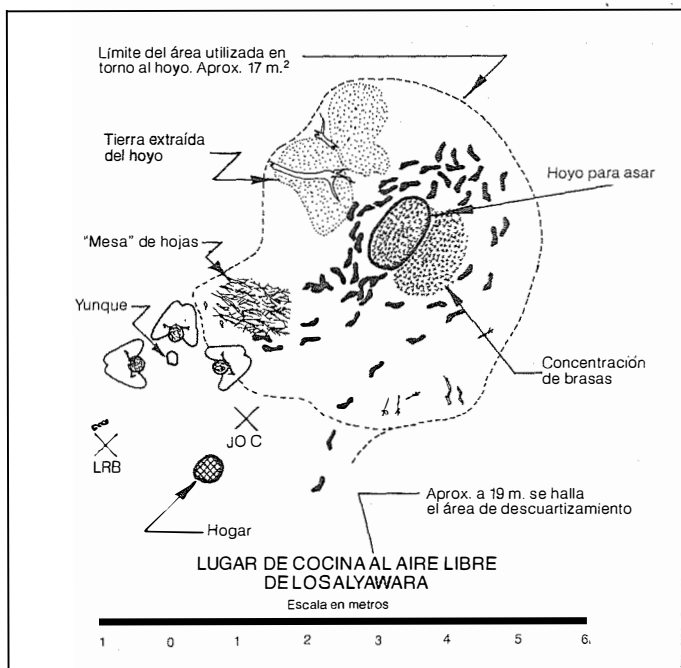 Límite del área utilizada en
torno al hoyo. Aprox. 17 m.²
Tierra extraída
del hoyo
Hoyo para asar
"Mesa" de hojas
Yunque
Concentración
de brasas
JO C
LRB
Hogar
Aprox. a 19 m. se halla
el área de descuartizamiento
LUGAR DE COCINA AL AIRE LIBRE
DE LOS ALYAWARA
Escala en metros
1 0 1 2 3 4 5 6.